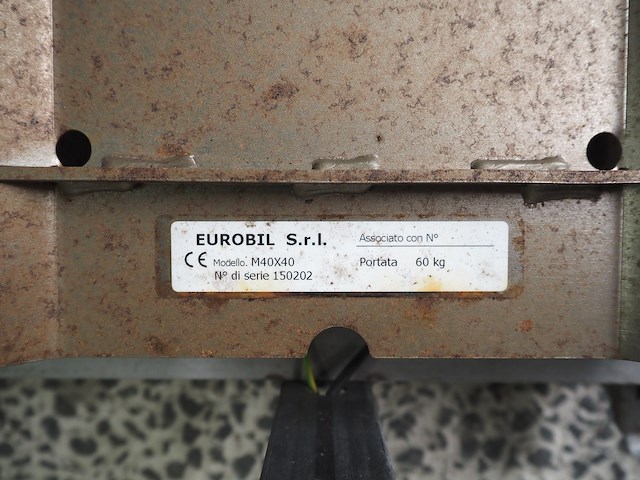 EUROBIL S.r.l.
CE Modello. M40X40
N° di serie 150202
Associato con N°
Portata 60 kg